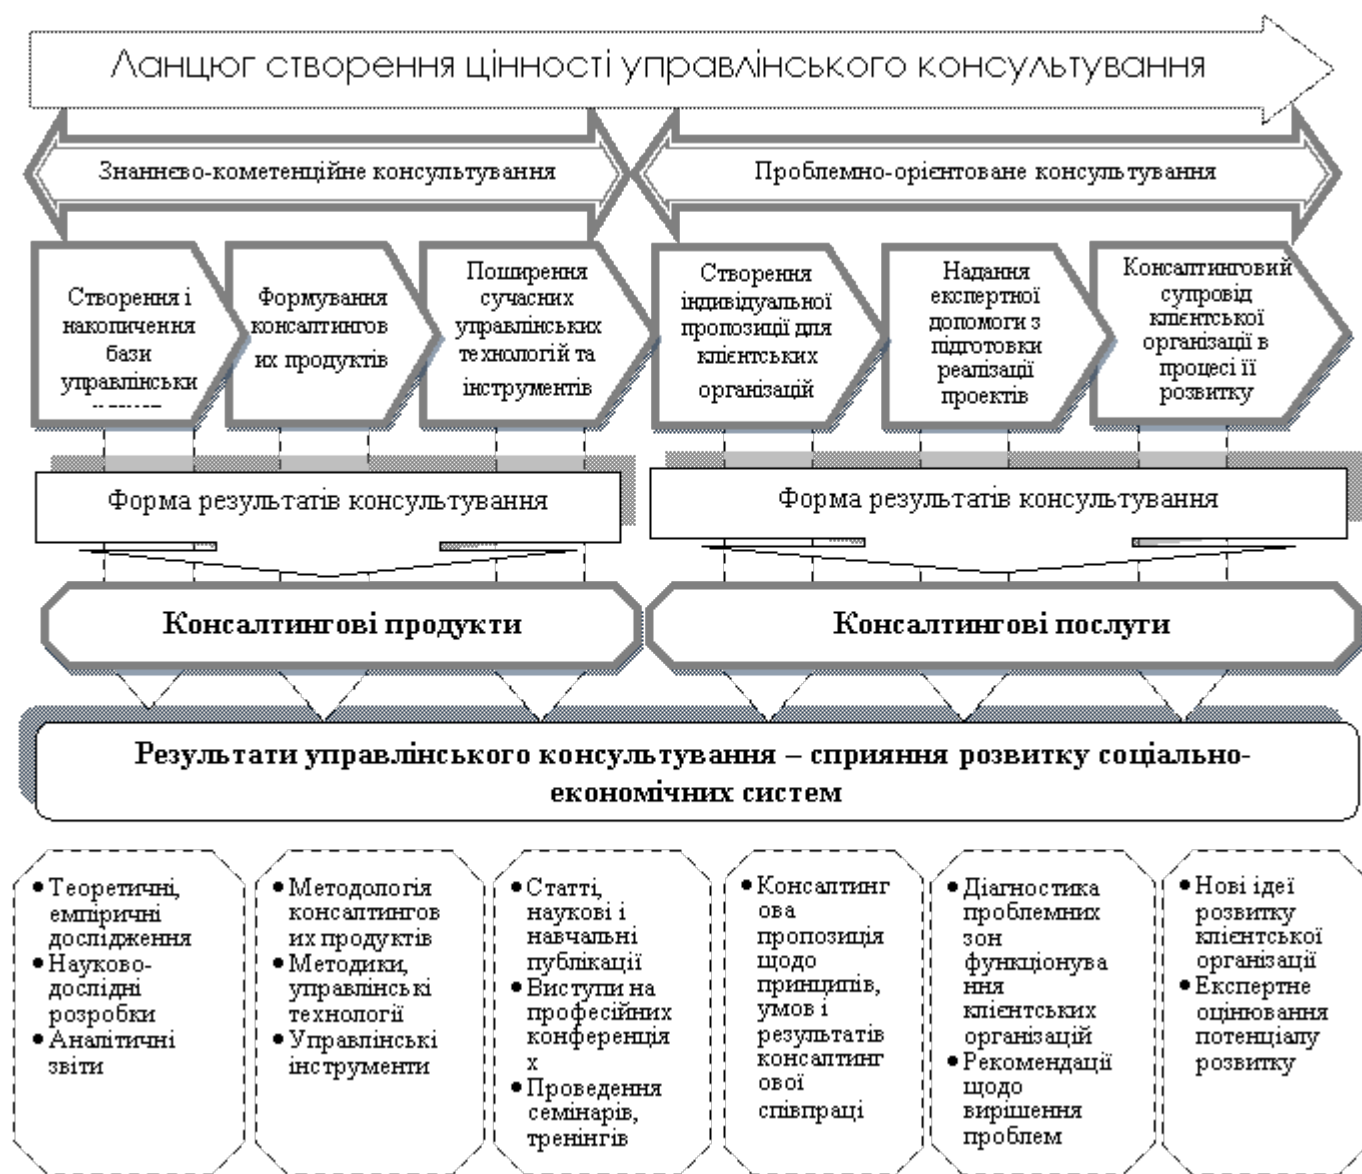 Ланцюг створення цінності управлінського консультування
Знаннєво-кометенційне консультування
Проблемно-орієнтоване консультування
Створення і
накопичення
бази
управлінськи
Формування
консалтингов
их продуктів
Поширення
сучасних
управлінських
технологій та
інструментів
Створення
індивідуальної
пропозиції для
клієнтських
організацій
Надання
експертної
допомоги з
підготовки
реалізації
проектів
Консалтинговий
супровід
клієнтської
організації в
процесі її
розвитку
Форма результатів консультування
Форма результатів консультування
Консалтингові продукти
Консалтингові послуги
Результати управлінського консультування – сприяння розвитку соціально-
економічних систем
• Теоретичні,
емпіричні
дослідження
• Науково-
дослідні
розробки
• Аналітичні
звіти
• Методологія
консалтингов
их продуктів
• Методики,
управлінські
технології
• Управлінські
інструменти
• Статті,
наукові і
навчальні
публікації
• Виступи на
професійних
конференція
х
• Проведення
семінарів,
тренінгів
• Консалтинг
ова
пропозиція
щодо
принципів,
умов і
результатів
консалтинг
ової
співпраці
• Діагностика
проблемних
зон
функціонува
ння
клієнтських
організацій
• Рекомендації
щодо
вирішення
проблем
• Нові ідеї
розвитку
клієнтської
організації
• Експертне
оцінювання
потенціалу
розвитку